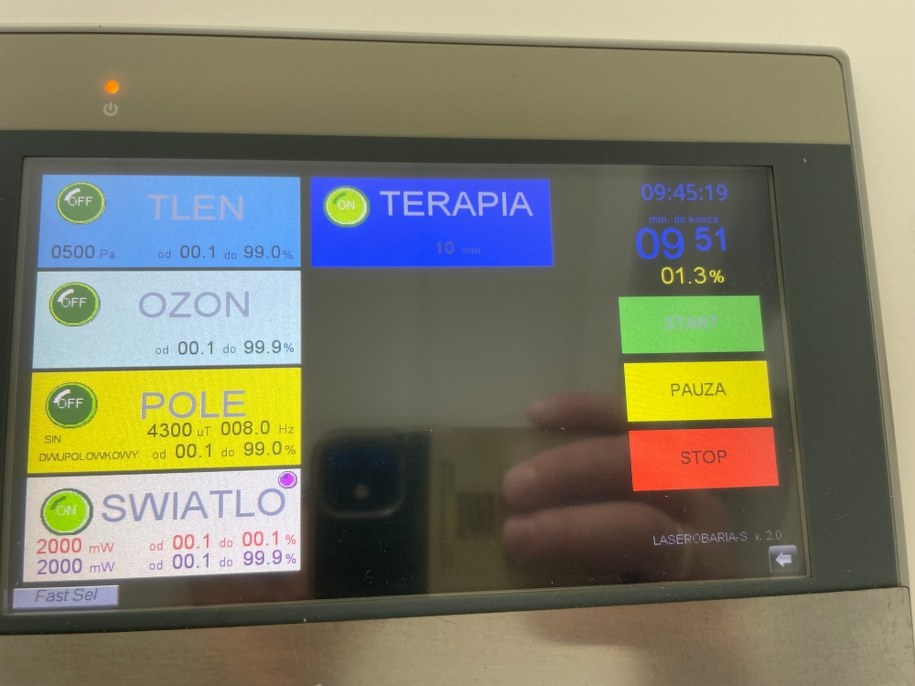 OFF TLEN
0500 Pa od 00.1 do 99.0%
OFF OZON
od 00.1 do 99.9%
OFF POLE
SIN 4300 uT 008.0 Hz
DWUPOLOWKOWY od 00.1 do 99.0%
ON SWIATLO
2000 mW od 00.1 do 00.1%
2000 mW od 00.1 do 99.9%
Fast Sel
ON TERAPIA
10 min
09:45:19
min. do konca
09 51
01.3%
START
PAUZA
STOP
LASEROBARIA-S v. 2.0